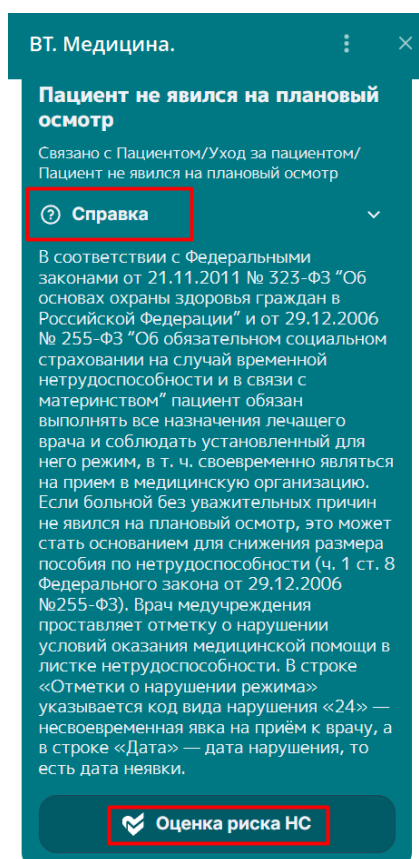 ВТ. Медицина.
Пациент не явился на плановый
осмотр
Связано с Пациентом/Уход за пациентом/
Пациент не явился на плановый осмотр
Справка
В соответствии с Федеральными
законами от 21.11.2011 № 323-ФЗ "Об
основах охраны здоровья граждан в
Российской Федерации" и от 29.12.2006
№ 255-ФЗ "Об обязательном социальном
страховании на случай временной
нетрудоспособности и в связи с
материнством" пациент обязан
выполнять все назначения лечащего
врача и соблюдать установленный для
него режим, в т. ч. своевременно являться
на прием в медицинскую организацию.
Если больной без уважительных причин
не явился на плановый осмотр, это может
стать основанием для снижения размера
пособия по нетрудоспособности (ч. 1 ст. 8
Федерального закона от 29.12.2006
№255-ФЗ). Врач медучреждения
проставляет отметку о нарушении
условий оказания медицинской помощи в
листке нетрудоспособности. В строке
«Отметки о нарушении режима»
указывается код вида нарушения «24» —
несвоевременная явка на приём к врачу, а
в строке «Дата» — дата нарушения, то
есть дата неявки.
Оценка риска НС